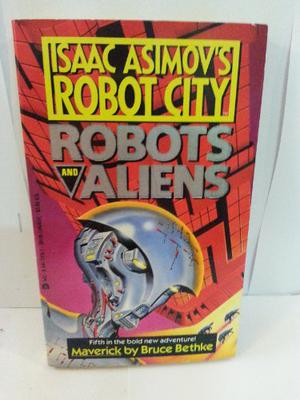 ISAAC ASIMOV'S
ROBOT CITY
ROBOTS
AND
ALIENS
Fifth in the bold new adventure!
Maverick by Bruce Bethke